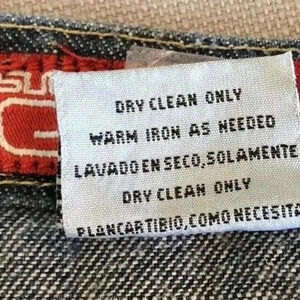 DRY CLEAN ONLY
WARM IRON AS NEEDED
LAVADO EN SECO, SOLAMENTE
DRY CLEAN ONLY
PLANCARTIBIO, COMO NECESITA